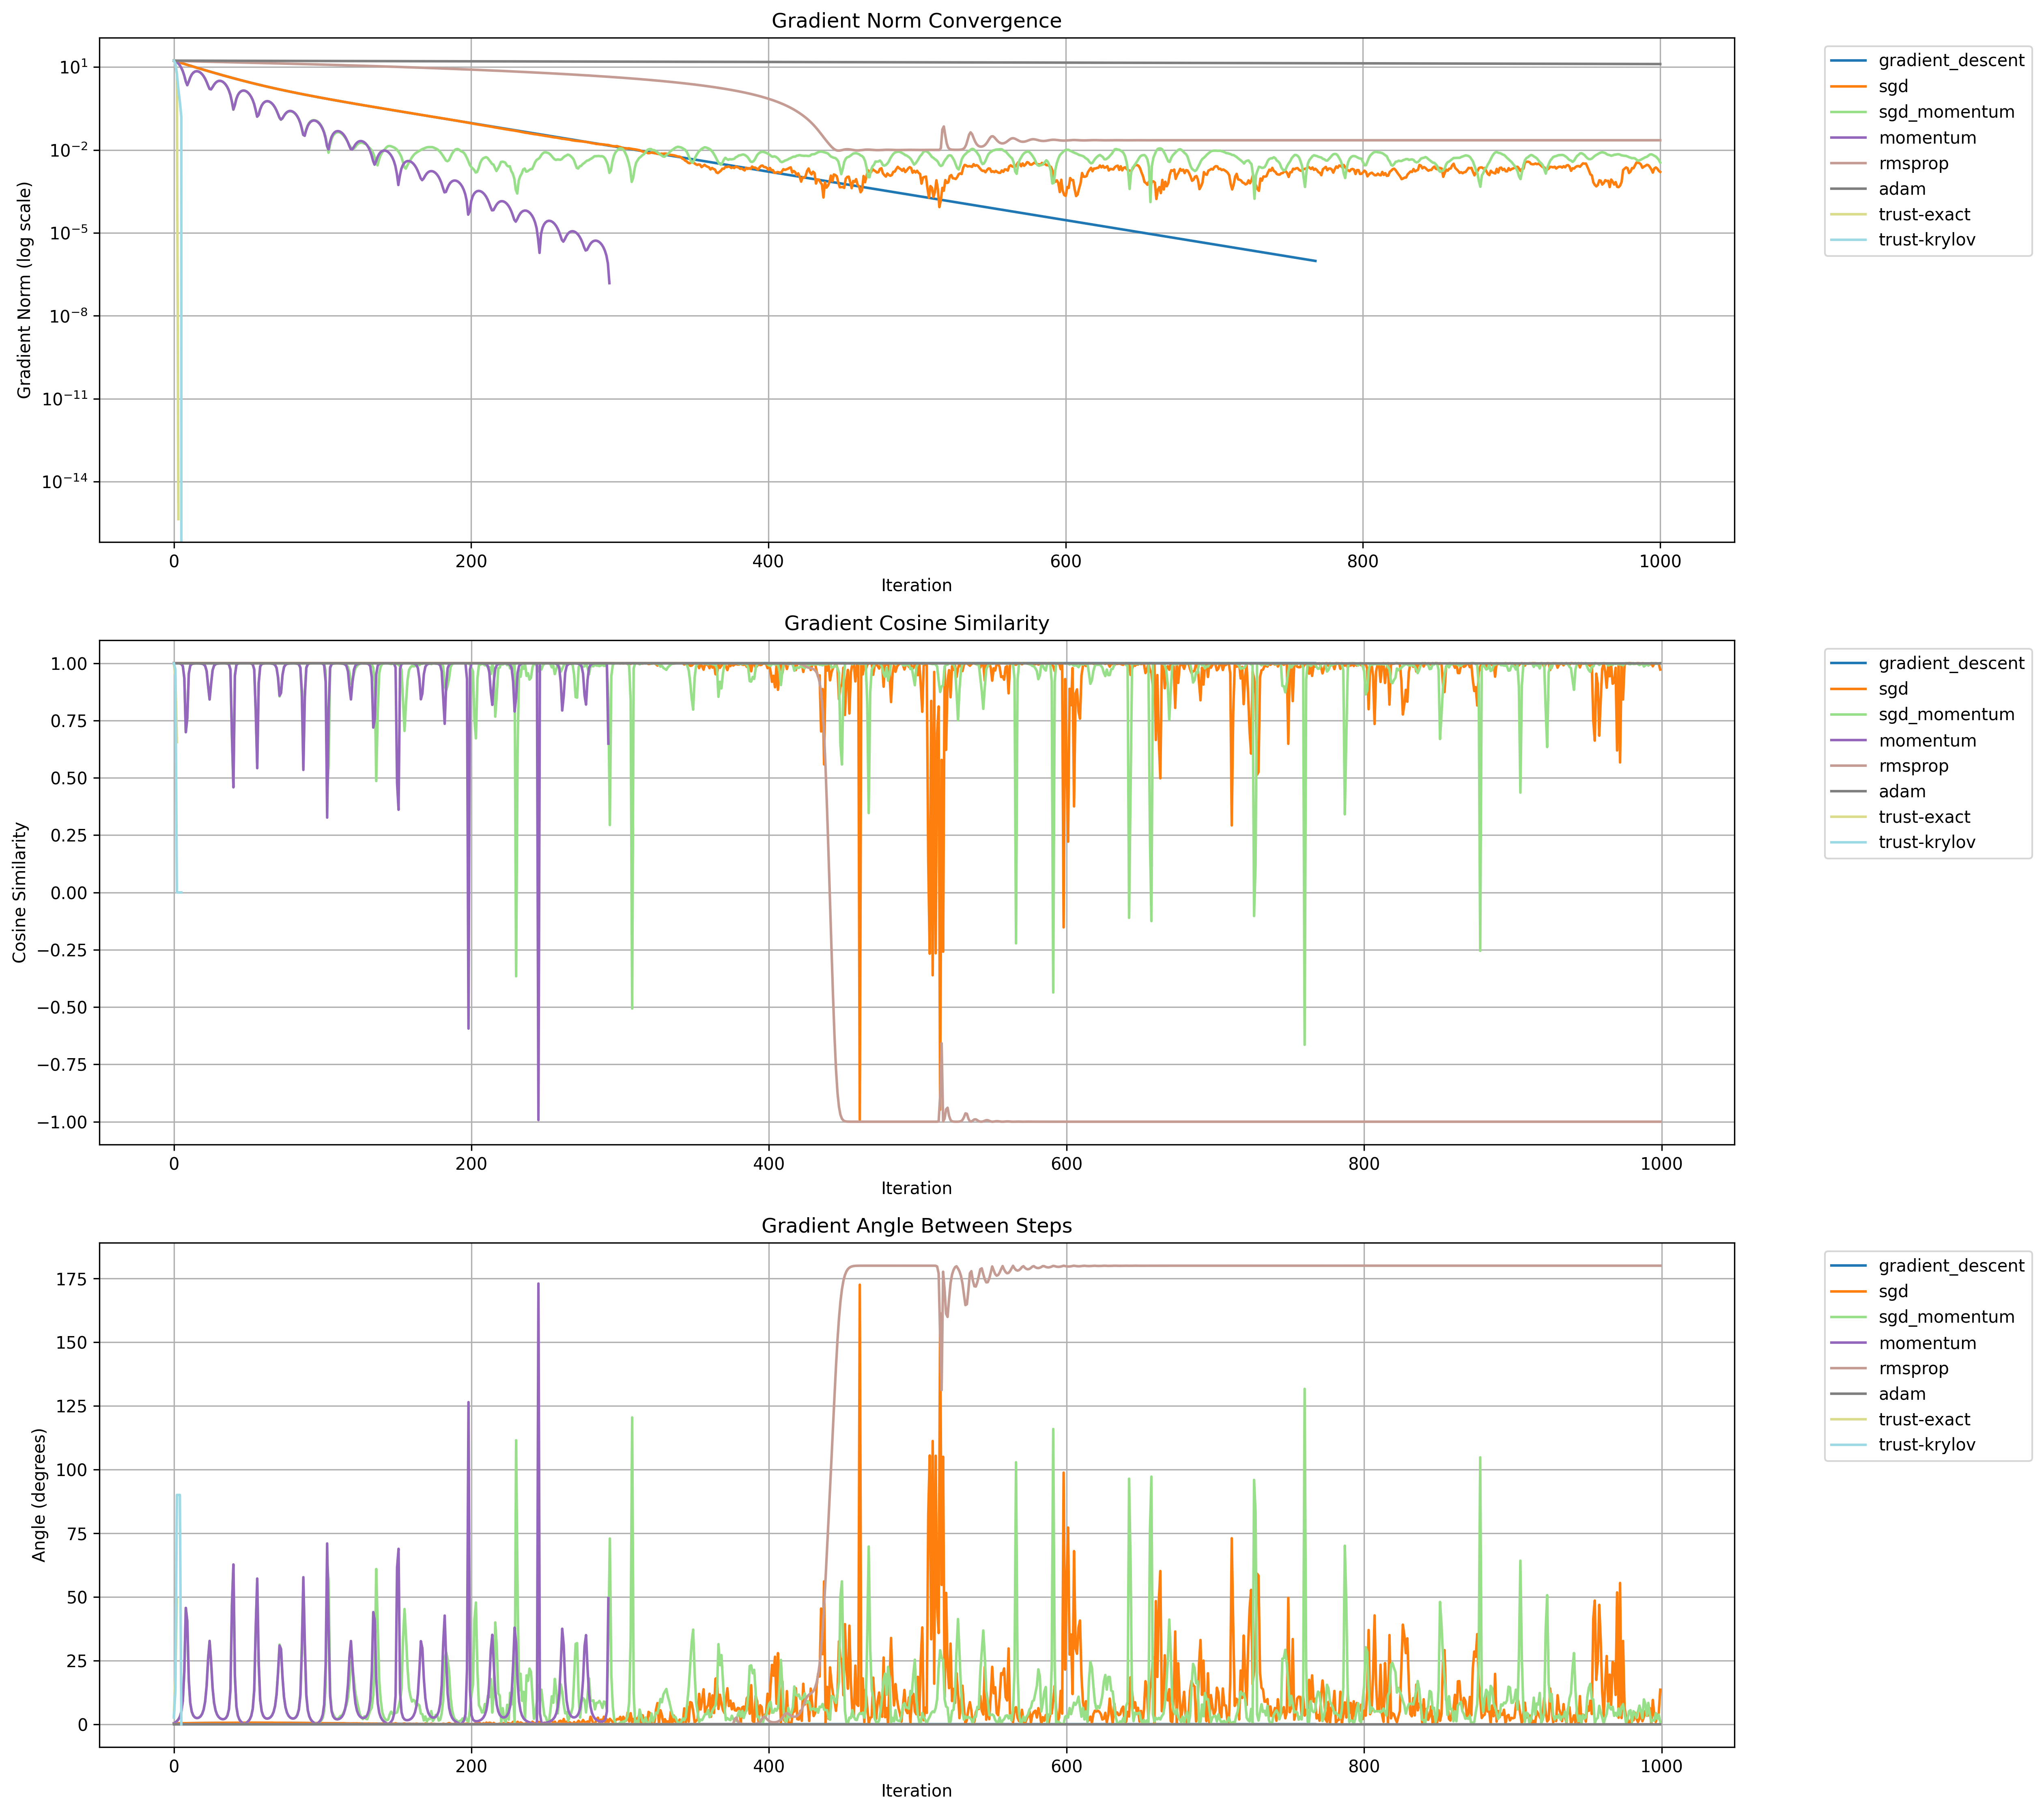 Gradient Norm Convergence
Gradient Norm (log scale)
10¹
10⁻²
10⁻⁵
10⁻⁸
10⁻¹¹
10⁻¹⁴
0 200 400 600 800 1000
Iteration
gradient_descent
sgd
sgd_momentum
momentum
rmsprop
adam
trust-exact
trust-krylov
Gradient Cosine Similarity
Cosine Similarity
1.00
0.75
0.50
0.25
0.00
−0.25
−0.50
−0.75
−1.00
0 200 400 600 800 1000
Iteration
gradient_descent
sgd
sgd_momentum
momentum
rmsprop
adam
trust-exact
trust-krylov
Gradient Angle Between Steps
Angle (degrees)
175
150
125
100
75
50
25
0
0 200 400 600 800 1000
Iteration
gradient_descent
sgd
sgd_momentum
momentum
rmsprop
adam
trust-exact
trust-krylov